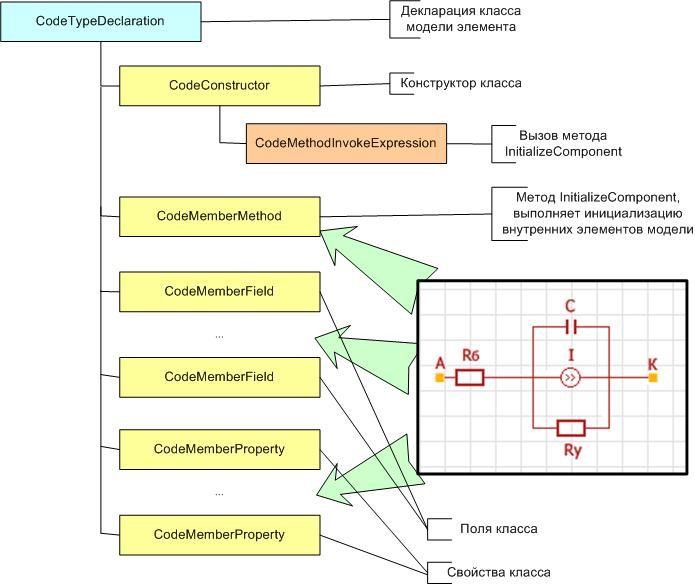 CodeTypeDeclaration
Декларация класса
модели элемента
CodeConstructor
Конструктор класса
CodeMethodInvokeExpression
Вызов метода
InitializeComponent
CodeMemberMethod
Метод InitializeComponent,
выполняет инициализацию
внутренних элементов модели
CodeMemberField
...
CodeMemberField
CodeMemberProperty
...
CodeMemberProperty
C
A
Rб
I
К
Ry
Поля класса
Свойства класса